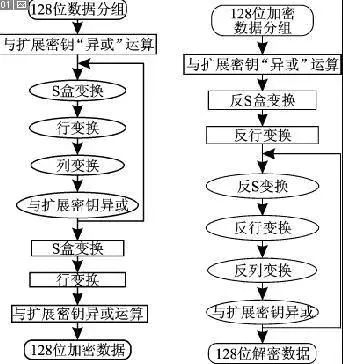 01
128位数据分组
与扩展密钥“异或”运算
S盒变换
行变换
列变换
与扩展密钥异或
S盒变换
行变换
与扩展密钥异或运算
128位加密数据
128位加密
数据分组
与扩展密钥“异或”运算
反S盒变换
反行变换
反S变换
反行变换
反列变换
与扩展密钥异或
128位解密数据